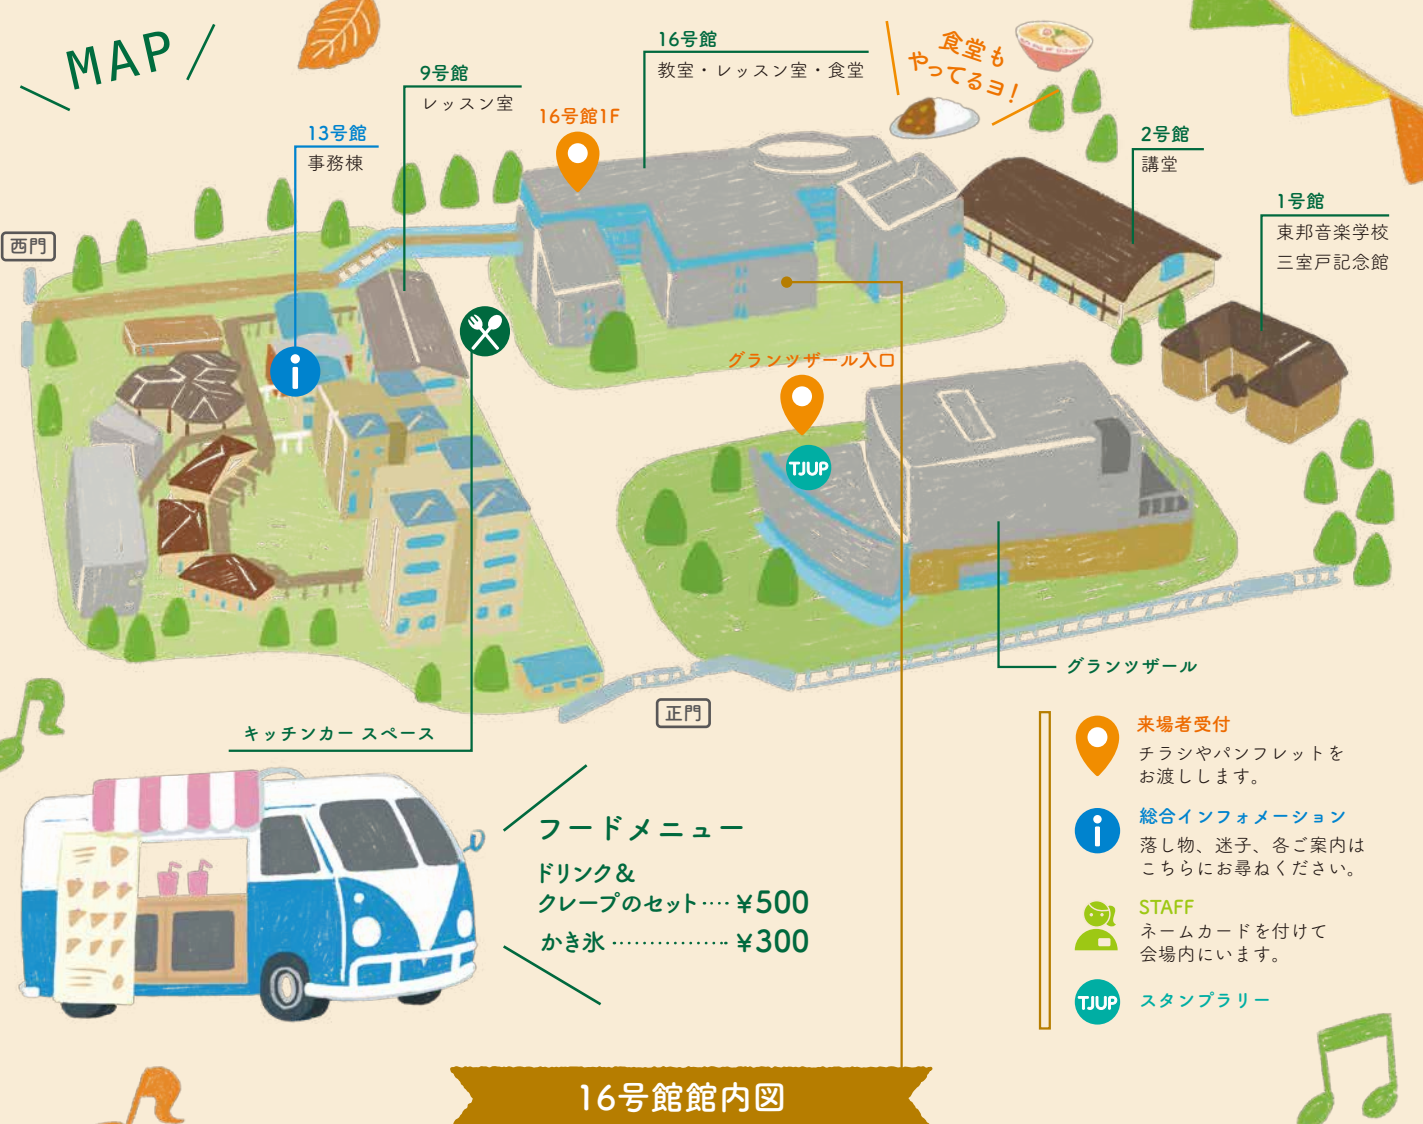 MAP
16号館
教室・レッスン室・食堂
食堂も
やってるヨ！
9号館
レッスン室
16号館1F
13号館
事務棟
2号館
講堂
1号館
東邦音楽学校
三室戸記念館
西門
グランツザール入口
TJUP
グランツザール
正門
キッチンカー スペース
フードメニュー
ドリンク＆
クレープのセット…… ¥500
かき氷 ……………… ¥300
来場者受付
チラシやパンフレットを
お渡しします。
i
総合インフォメーション
落し物、迷子、各ご案内は
こちらにお尋ねください。
STAFF
ネームカードを付けて
会場内にいます。
TJUP
スタンプラリー
16号館館内図